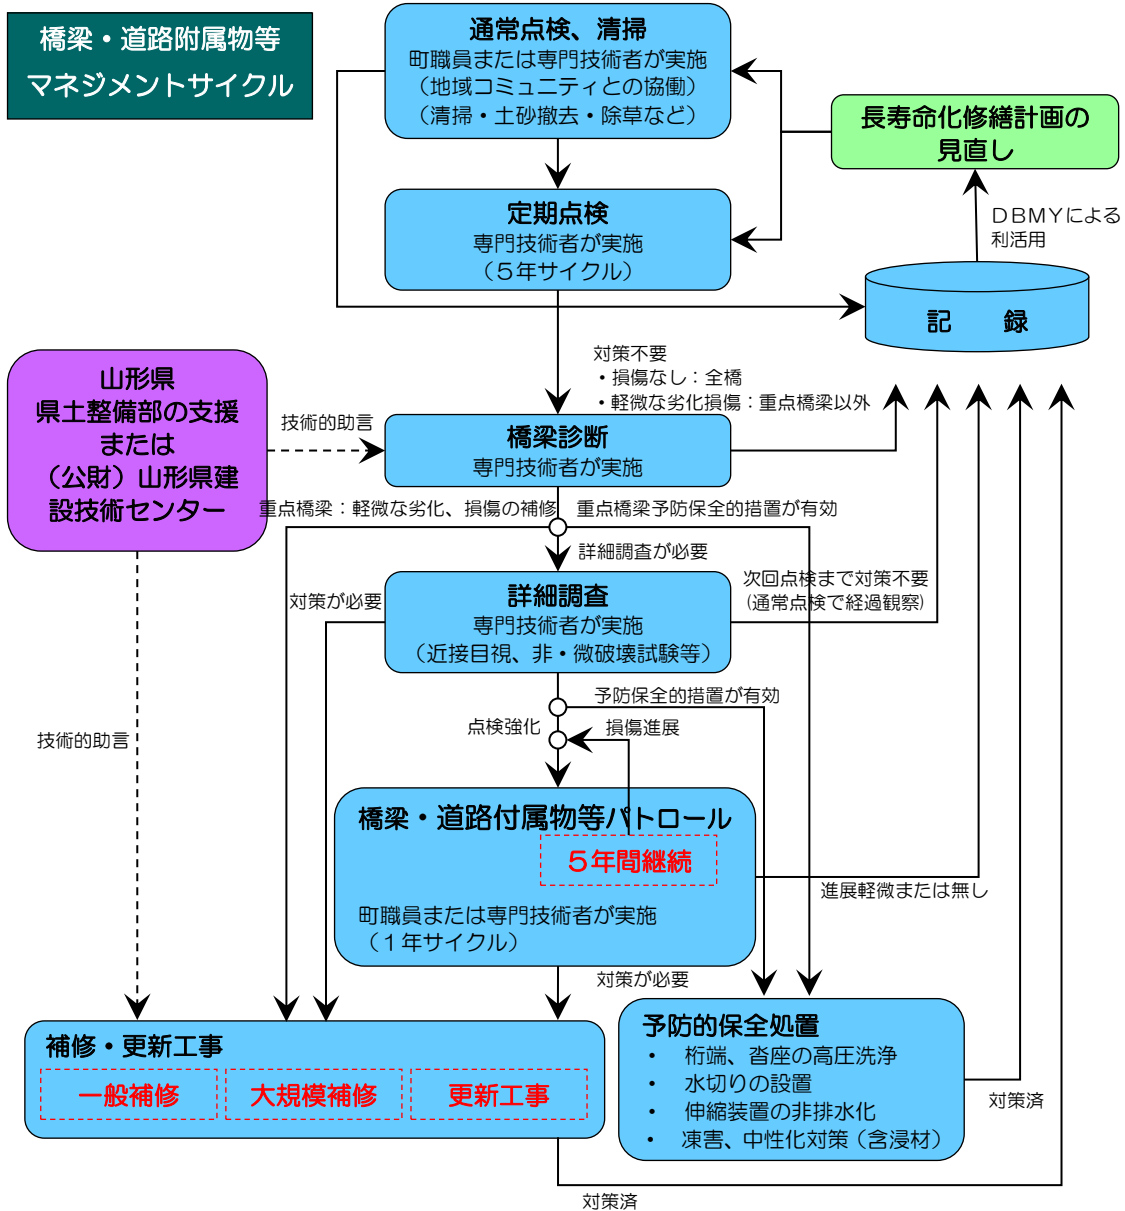 橋梁・道路附属物等
マネジメントサイクル
通常点検、清掃
町職員または専門技術者が実施
（地域コミュニティとの協働）
（清掃・土砂撤去・除草など）
長寿命化修繕計画の
見直し
定期点検
専門技術者が実施
（５年サイクル）
ＤＢＭＹによる
利活用
記　録
対策不要
・損傷なし：全橋
・軽微な劣化損傷：重点橋梁以外
山形県
県土整備部の支援
または
（公財）山形県建
設技術センター
技術的助言
橋梁診断
専門技術者が実施
重点橋梁：軽微な劣化、損傷の補修
重点橋梁予防保全的措置が有効
詳細調査が必要
対策が必要
詳細調査
専門技術者が実施
（近接目視、非・微破壊試験等）
次回点検まで対策不要
(通常点検で経過観察)
予防保全的措置が有効
点検強化
損傷進展
技術的助言
橋梁・道路付属物等パトロール
５年間継続
町職員または専門技術者が実施
（１年サイクル）
進展軽微または無し
対策が必要
補修・更新工事
一般補修
大規模補修
更新工事
予防的保全処置
・　桁端、沓座の高圧洗浄
・　水切りの設置
・　伸縮装置の非排水化
・　凍害、中性化対策（含浸材）
対策済
対策済